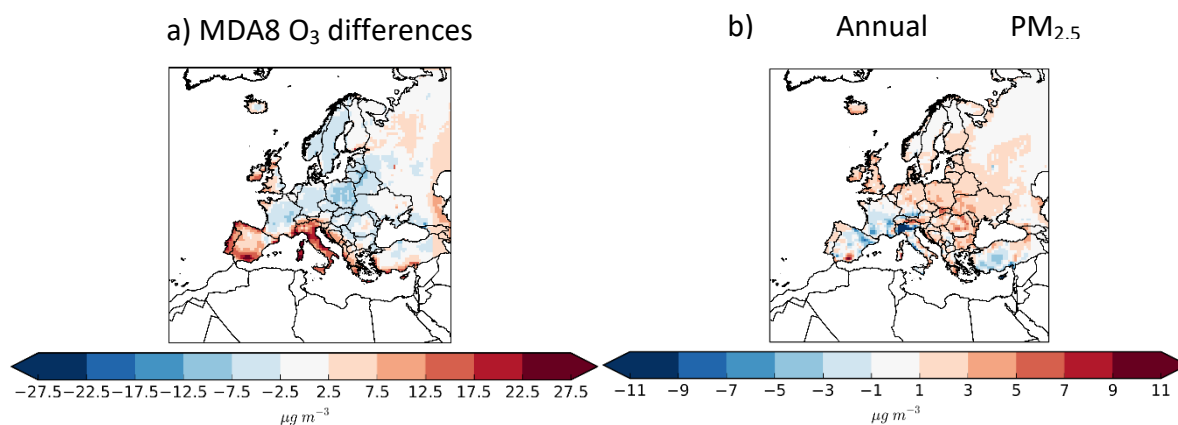 a) MDA8 O₃ differences
b) Annual PM₂.₅
−27.5 −22.5 −17.5 −12.5 −7.5 −2.5 2.5 7.5 12.5 17.5 22.5 27.5
μg m⁻³
−11 −9 −7 −5 −3 −1 1 3 5 7 9 11
μg m⁻³